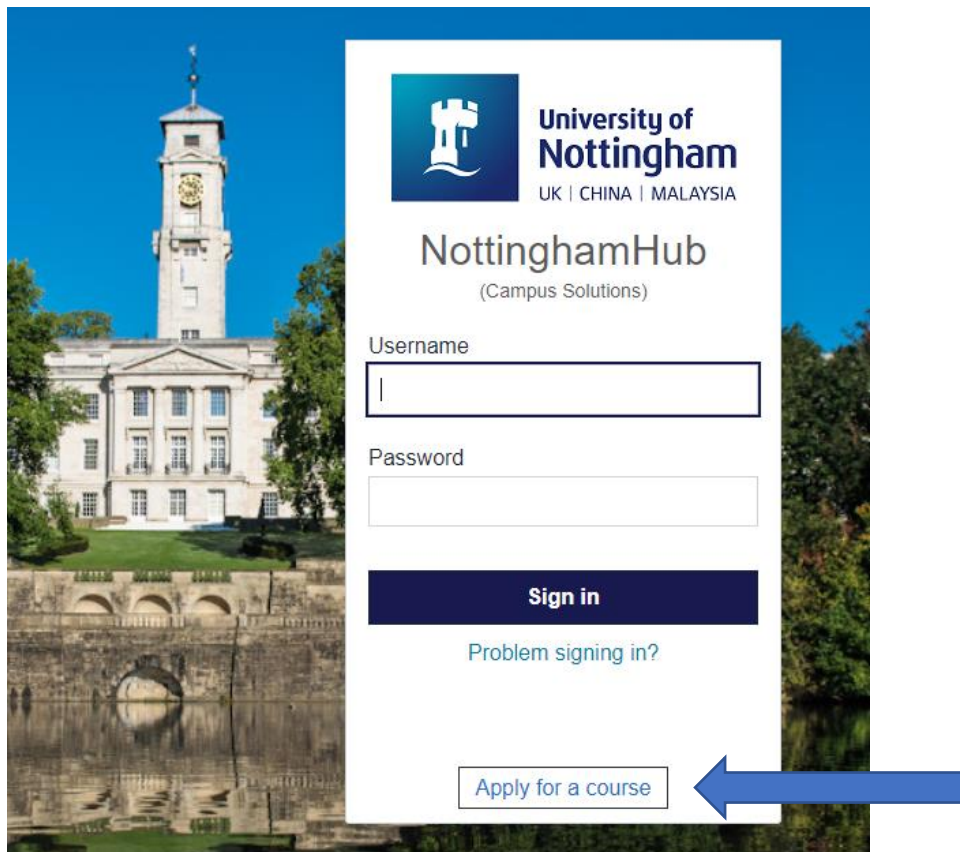 University of
Nottingham
UK | CHINA | MALAYSIA
NottinghamHub
(Campus Solutions)
Username
Password
Sign in
Problem signing in?
Apply for a course